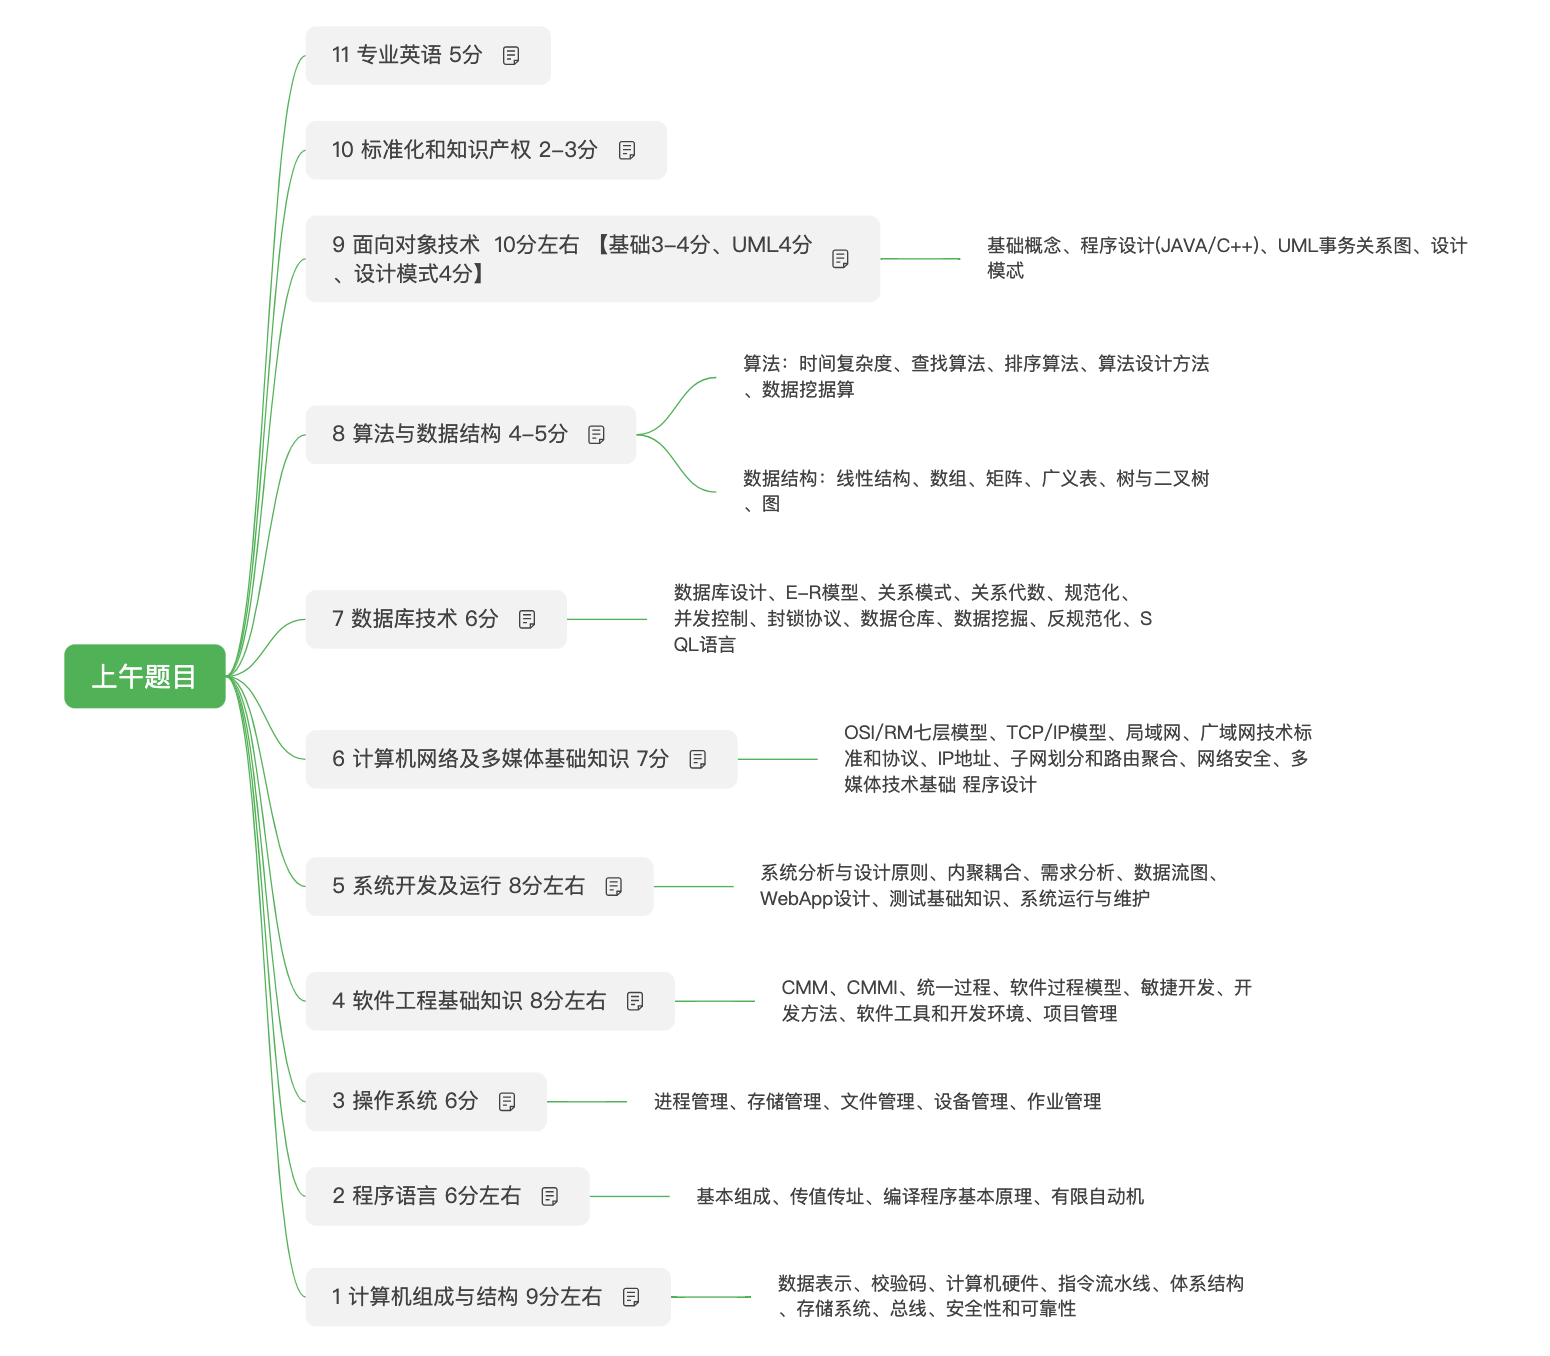 11 专业英语 5分
10 标准化和知识产权 2-3分
9 面向对象技术  10分左右 【基础3-4分、UML4分
、设计模式4分】
基础概念、程序设计(JAVA/C++)、UML事务关系图、设计
模忒
8 算法与数据结构 4-5分
算法：时间复杂度、查找算法、排序算法、算法设计方法
、数据挖据算
数据结构：线性结构、数组、矩阵、广义表、树与二叉树
、图
7 数据库技术 6分
数据库设计、E-R模型、关系模式、关系代数、规范化、
并发控制、封锁协议、数据仓库、数据挖掘、反规范化、S
QL语言
上午题目
6 计算机网络及多媒体基础知识 7分
OSI/RM七层模型、TCP/IP模型、局域网、广域网技术标
准和协议、IP地址、子网划分和路由聚合、网络安全、多
媒体技术基础 程序设计
5 系统开发及运行 8分左右
系统分析与设计原则、内聚耦合、需求分析、数据流图、
WebApp设计、测试基础知识、系统运行与维护
4 软件工程基础知识 8分左右
CMM、CMMI、统一过程、软件过程模型、敏捷开发、开
发方法、软件工具和开发环境、项目管理
3 操作系统 6分
进程管理、存储管理、文件管理、设备管理、作业管理
2 程序语言 6分左右
基本组成、传值传址、编译程序基本原理、有限自动机
1 计算机组成与结构 9分左右
数据表示、校验码、计算机硬件、指令流水线、体系结构
、存储系统、总线、安全性和可靠性